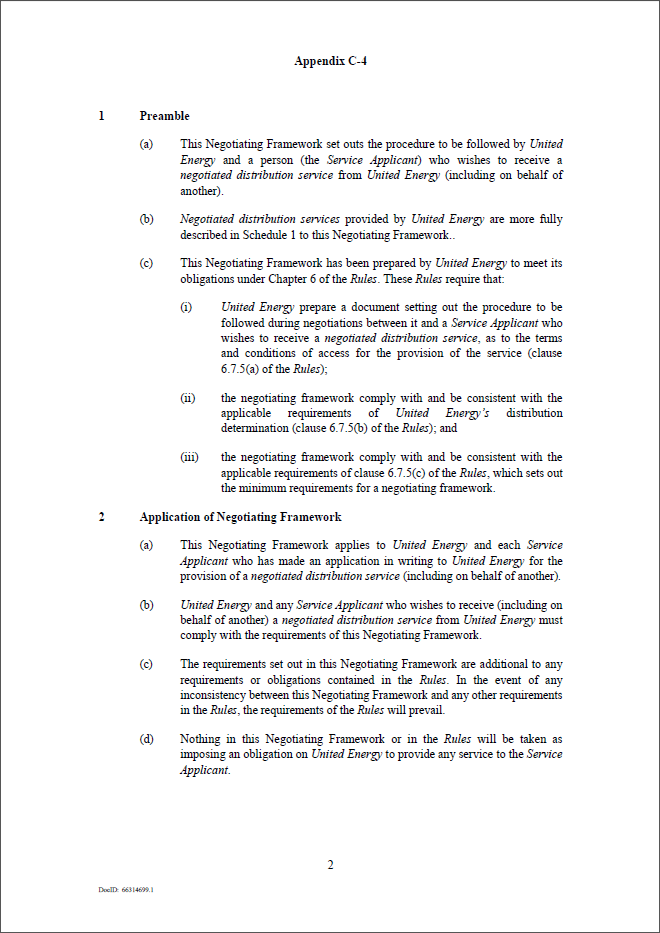 Appendix C-4
1 Preamble
(a) This Negotiating Framework set outs the procedure to be followed by United
Energy and a person (the Service Applicant) who wishes to receive a
negotiated distribution service from United Energy (including on behalf of
another).
(b) Negotiated distribution services provided by United Energy are more fully
described in Schedule 1 to this Negotiating Framework..
(c) This Negotiating Framework has been prepared by United Energy to meet its
obligations under Chapter 6 of the Rules. These Rules require that:
(i) United Energy prepare a document setting out the procedure to be
followed during negotiations between it and a Service Applicant who
wishes to receive a negotiated distribution service, as to the terms
and conditions of access for the provision of the service (clause
6.7.5(a) of the Rules);
(ii) the negotiating framework comply with and be consistent with the
applicable requirements of United Energy's distribution
determination (clause 6.7.5(b) of the Rules); and
(iii) the negotiating framework comply with and be consistent with the
applicable requirements of clause 6.7.5(c) of the Rules, which sets out
the minimum requirements for a negotiating framework.
2 Application of Negotiating Framework
(a) This Negotiating Framework applies to United Energy and each Service
Applicant who has made an application in writing to United Energy for the
provision of a negotiated distribution service (including on behalf of another).
(b) United Energy and any Service Applicant who wishes to receive (including on
behalf of another) a negotiated distribution service from United Energy must
comply with the requirements of this Negotiating Framework.
(c) The requirements set out in this Negotiating Framework are additional to any
requirements or obligations contained in the Rules. In the event of any
inconsistency between this Negotiating Framework and any other requirements
in the Rules, the requirements of the Rules will prevail.
(d) Nothing in this Negotiating Framework or in the Rules will be taken as
imposing an obligation on United Energy to provide any service to the Service
Applicant.
2
DocID: 66314699.1